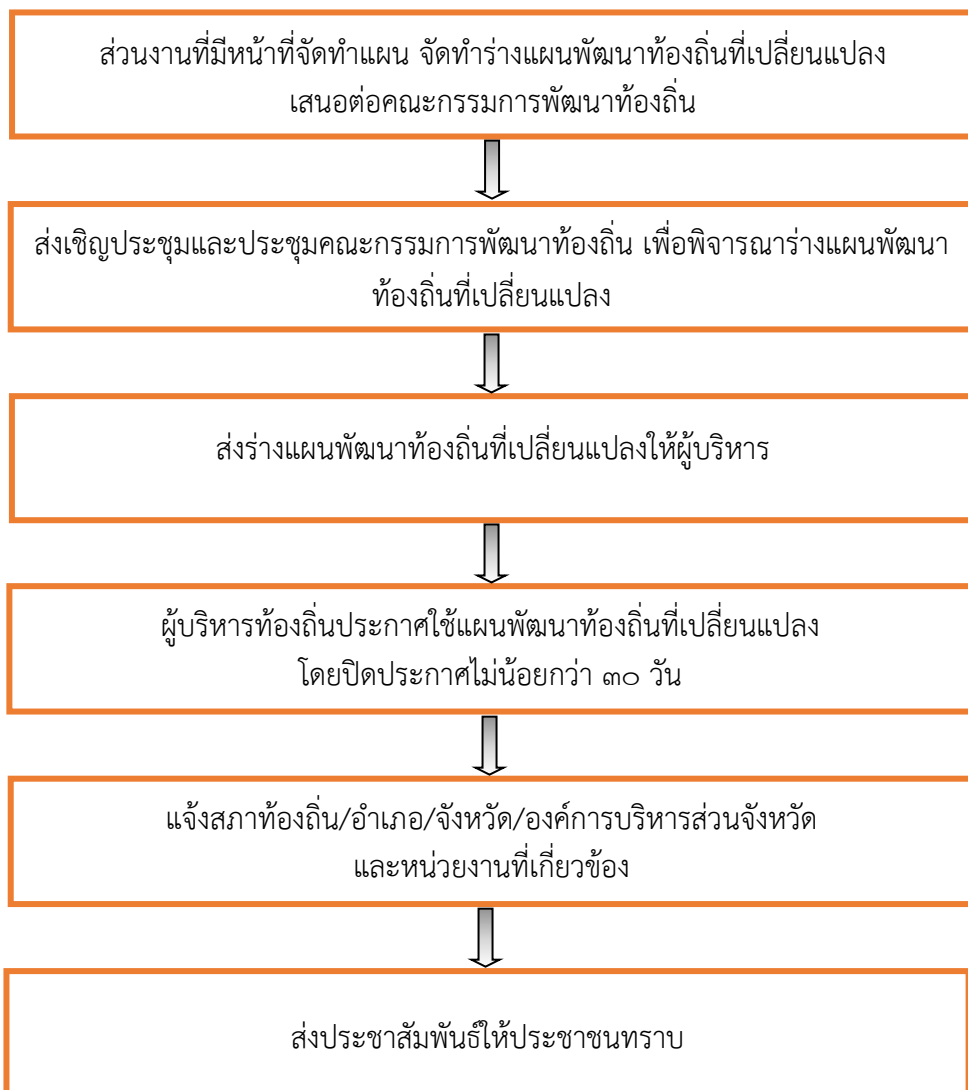 ส่วนงานที่มีหน้าที่จัดทำแผน จัดทำร่างแผนพัฒนาท้องถิ่นที่เปลี่ยนแปลง
เสนอต่อคณะกรรมการพัฒนาท้องถิ่น
ส่งเชิญประชุมและประชุมคณะกรรมการพัฒนาท้องถิ่น เพื่อพิจารณาร่างแผนพัฒนา
ท้องถิ่นที่เปลี่ยนแปลง
ส่งร่างแผนพัฒนาท้องถิ่นที่เปลี่ยนแปลงให้ผู้บริหาร
ผู้บริหารท้องถิ่นประกาศใช้แผนพัฒนาท้องถิ่นที่เปลี่ยนแปลง
โดยปิดประกาศไม่น้อยกว่า ๓๐ วัน
แจ้งสภาท้องถิ่น/อำเภอ/จังหวัด/องค์การบริหารส่วนจังหวัด
และหน่วยงานที่เกี่ยวข้อง
ส่งประชาสัมพันธ์ให้ประชาชนทราบ